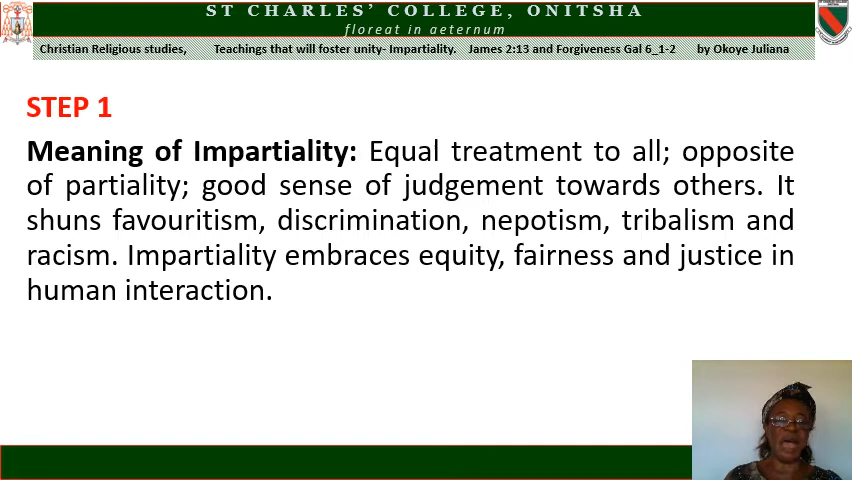 ST CHARLES' COLLEGE, ONITSHA
floreat in aeternum
Christian Religious studies, Teachings that will foster unity- Impartiality. James 2:13 and Forgiveness Gal 6_1-2 by Okoye Juliana
STEP 1
Meaning of Impartiality: Equal treatment to all; opposite
of partiality; good sense of judgement towards others. It
shuns favouritism, discrimination, nepotism, tribalism and
racism. Impartiality embraces equity, fairness and justice in
human interaction.